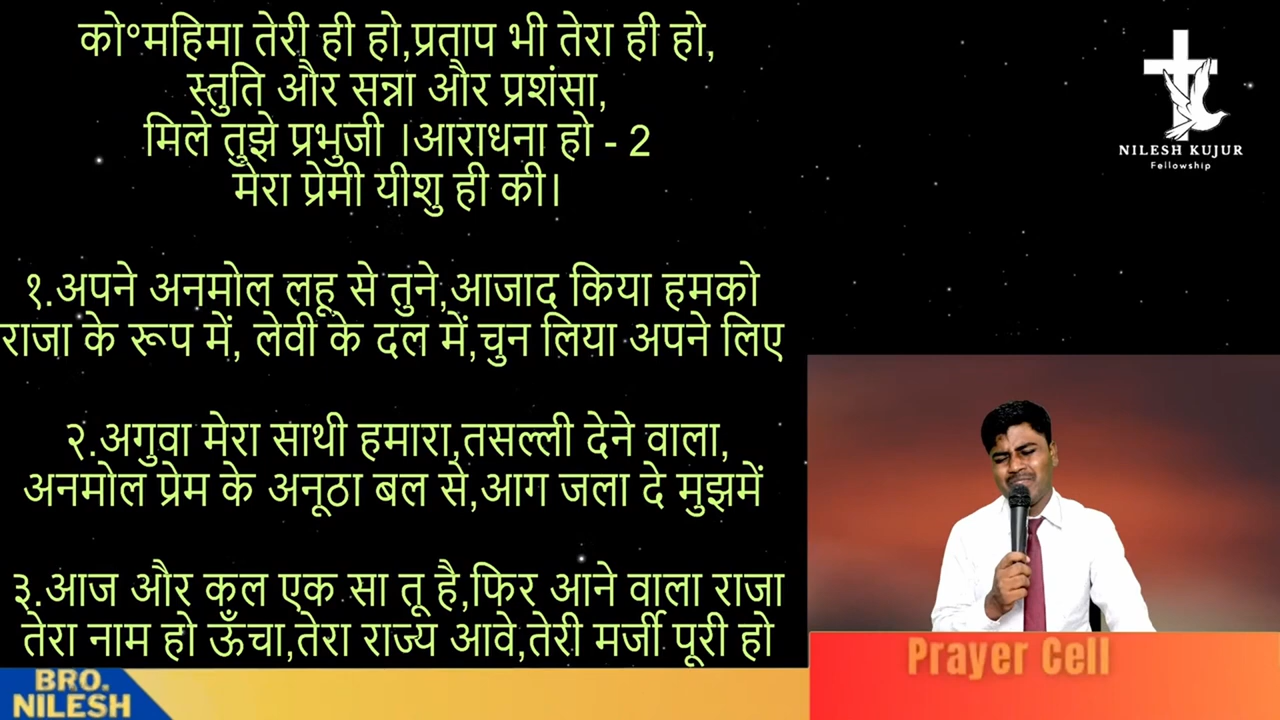 को°महिमा तेरी ही हो,प्रताप भी तेरा ही हो,
स्तुति और सन्ना और प्रशंसा,
मिले तुझे प्रभुजी ।आराधना हो - 2
मेरा प्रेमी यीशु ही की।
१.अपने अनमोल लहू से तुने,आजाद किया हमको
राजा के रूप में, लेवी के दल में,चुन लिया अपने लिए
२.अगुवा मेरा साथी हमारा,तसल्ली देने वाला,
अनमोल प्रेम के अनूठा बल से,आग जला दे मुझमें
३.आज और कल एक सा तू है,फिर आने वाला राजा
तेरा नाम हो ऊँचा,तेरा राज्य आवे,तेरी मर्जी पूरी हो
NILESH KUJUR
Fellowship
Prayer Cell
BRO.
NILESH